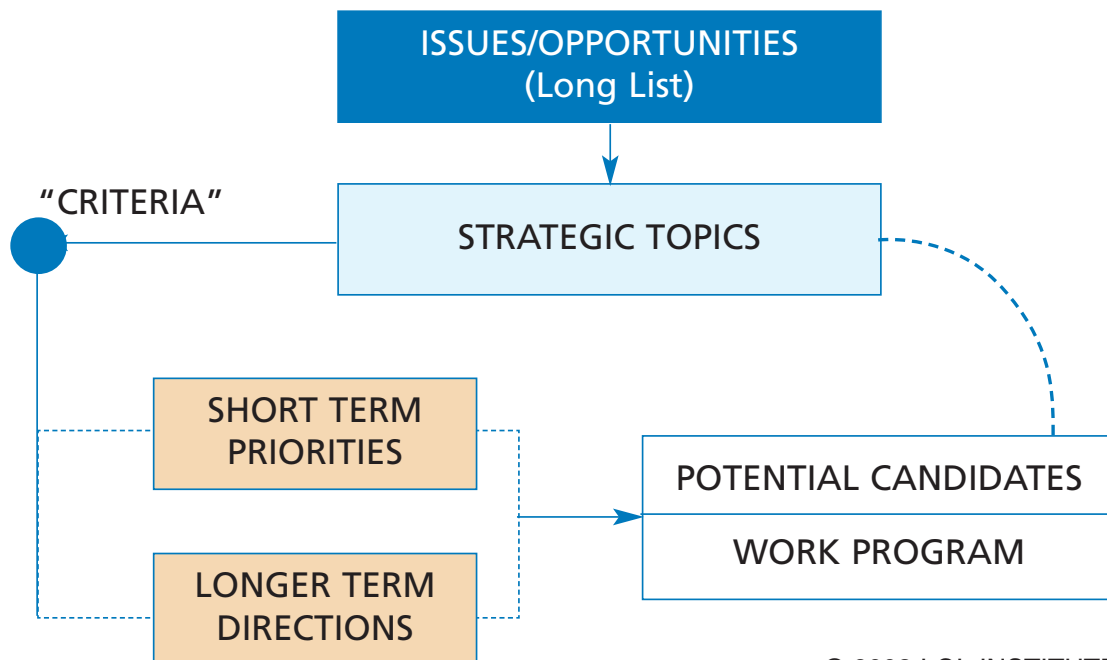 ISSUES/OPPORTUNITIES
(Long List)
“CRITERIA”
STRATEGIC TOPICS
SHORT TERM
PRIORITIES
POTENTIAL CANDIDATES
WORK PROGRAM
LONGER TERM
DIRECTIONS